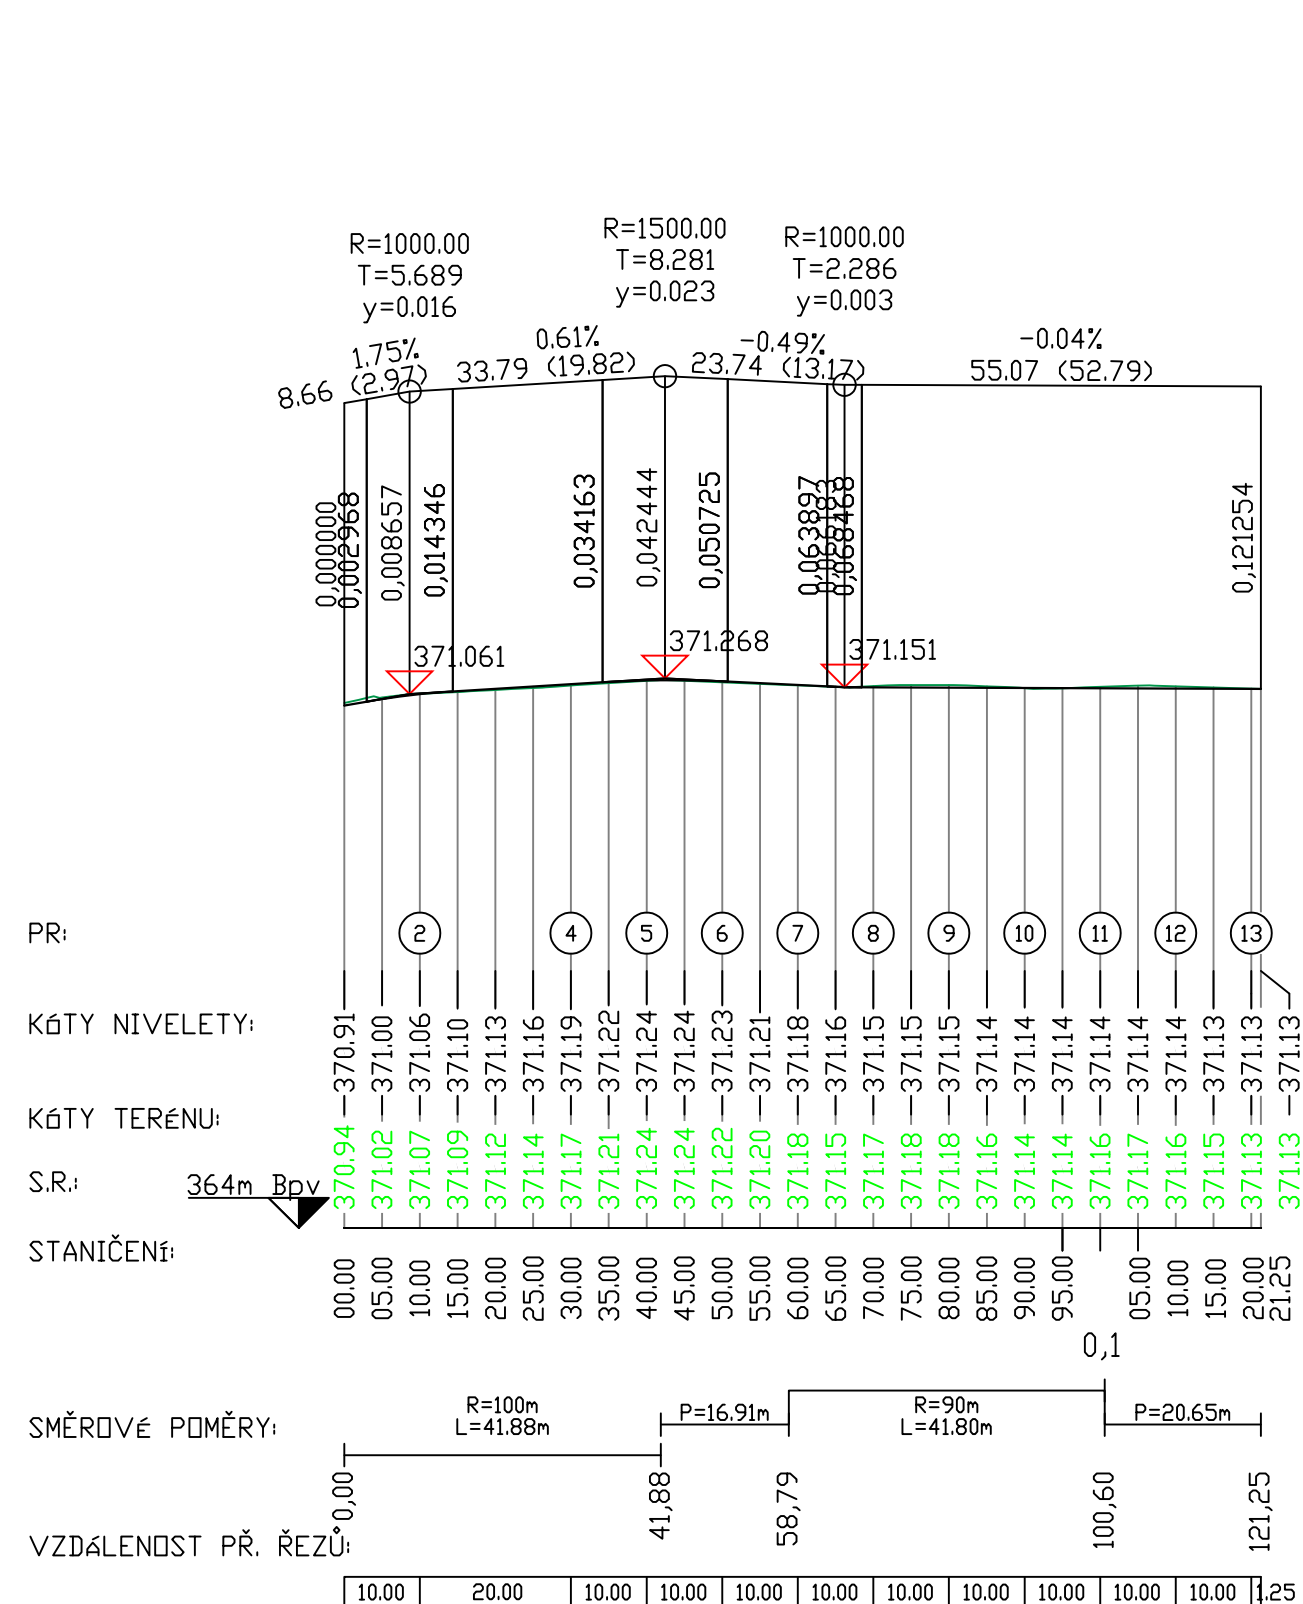 R=1000.00
T=5.689
y=0.016
R=1500.00
T=8.281
y=0.023
R=1000.00
T=2.286
y=0.003
1.75%
8.66 (2.97)
0.61%
33.79 (19.82)
-0.49%
23.74 (13.17)
-0.04%
55.07 (52.79)
0,000000
0,002968
0,008657
0,014346
0,034163
0,042444
0,050725
0,063897
0,066183
0,068468
0,121254
371.061
371.268
371.151
PR:
2 4 5 6 7 8 9 10 11 12 13
KóTY NIVELETY:
370.91 371.00 371.06 371.10 371.13 371.16 371.19 371.22 371.24 371.24 371.23 371.21 371.18 371.16 371.15 371.15 371.15 371.14 371.14 371.14 371.14 371.14 371.14 371.13 371.13 371.13
KóTY TERéNU:
370.94 371.02 371.07 371.09 371.12 371.14 371.17 371.21 371.24 371.24 371.22 371.20 371.18 371.15 371.17 371.18 371.18 371.16 371.14 371.14 371.16 371.17 371.16 371.15 371.13 371.13
S.R.:
364m Bpv
STANIČENí:
00.00 05.00 10.00 15.00 20.00 25.00 30.00 35.00 40.00 45.00 50.00 55.00 60.00 65.00 70.00 75.00 80.00 85.00 90.00 95.00 05.00 10.00 15.00 20.00 21.25
0,1
SMĚROVé POMĚRY:
R=100m
L=41.88m
P=16.91m
R=90m
L=41.80m
P=20.65m
0,00 41,88 58,79 100,60 121,25
VZDáLENOST PŘ. ŘEZŮ:
10.00 20.00 10.00 10.00 10.00 10.00 10.00 10.00 10.00 10.00 10.00 1.25